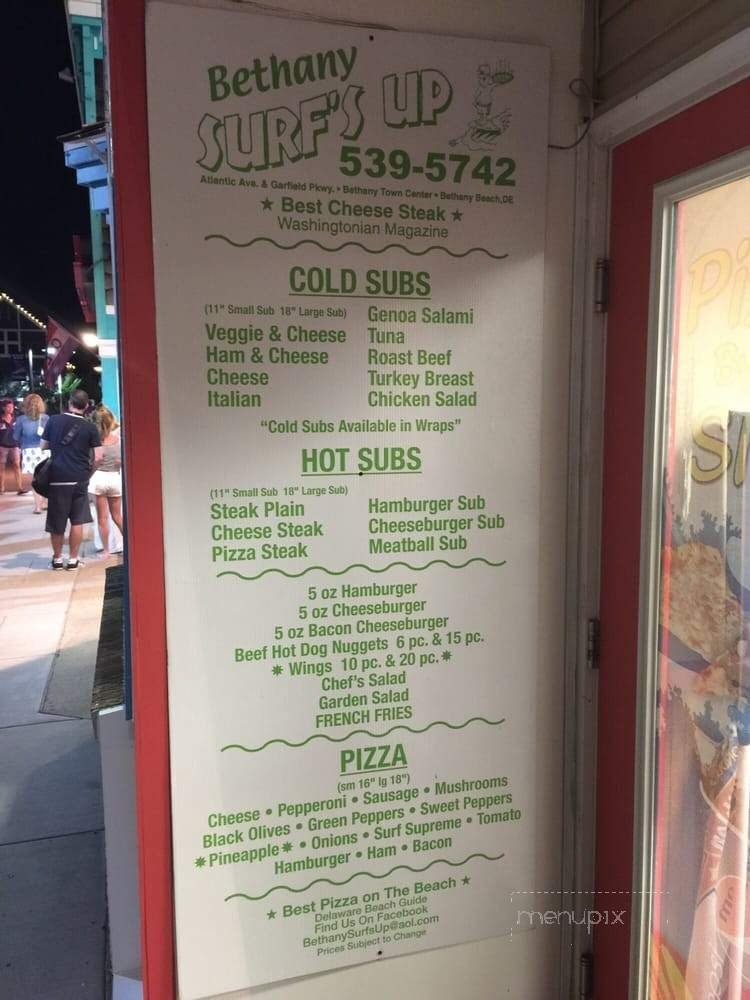 Bethany
SURF'S UP
539-5742
Atlantic Ave. & Garfield Pkwy. • Bethany Town Center • Bethany Beach, DE
★ Best Cheese Steak ★
Washingtonian Magazine
COLD SUBS
(11" Small Sub 18" Large Sub)
Veggie & Cheese
Ham & Cheese
Cheese
Italian
Genoa Salami
Tuna
Roast Beef
Turkey Breast
Chicken Salad
"Cold Subs Available in Wraps"
HOT SUBS
(11" Small Sub 18" Large Sub)
Steak Plain
Cheese Steak
Pizza Steak
Hamburger Sub
Cheeseburger Sub
Meatball Sub
5 oz Hamburger
5 oz Cheeseburger
5 oz Bacon Cheeseburger
Beef Hot Dog Nuggets 6 pc. & 15 pc.
✷ Wings 10 pc. & 20 pc. ✷
Chef's Salad
Garden Salad
FRENCH FRIES
PIZZA
(sm 16" lg 18")
Cheese • Pepperoni • Sausage • Mushrooms
Black Olives • Green Peppers • Sweet Peppers
✷Pineapple✷ • Onions • Surf Supreme • Tomato
Hamburger • Ham • Bacon
★ Best Pizza on The Beach ★
Delaware Beach Guide
Find Us On Facebook
BethanySurfsUp@aol.com
Prices Subject to Change
menupix